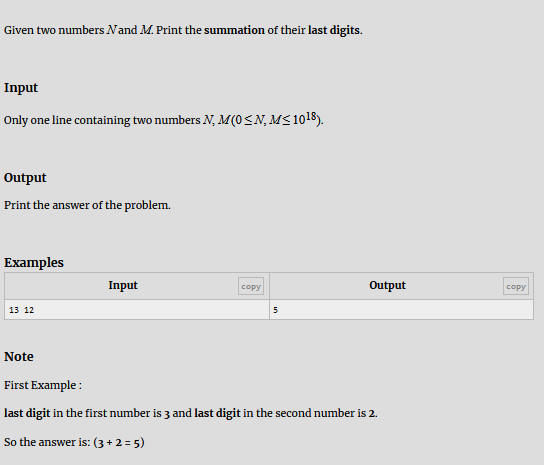 Given two numbers N and M. Print the summation of their last digits.
Input
Only one line containing two numbers N, M (0 ≤ N, M ≤ 10^18).
Output
Print the answer of the problem.
Examples
Input copy Output copy
13 12 5
Note
First Example :
last digit in the first number is 3 and last digit in the second number is 2.
So the answer is: (3 + 2 = 5)